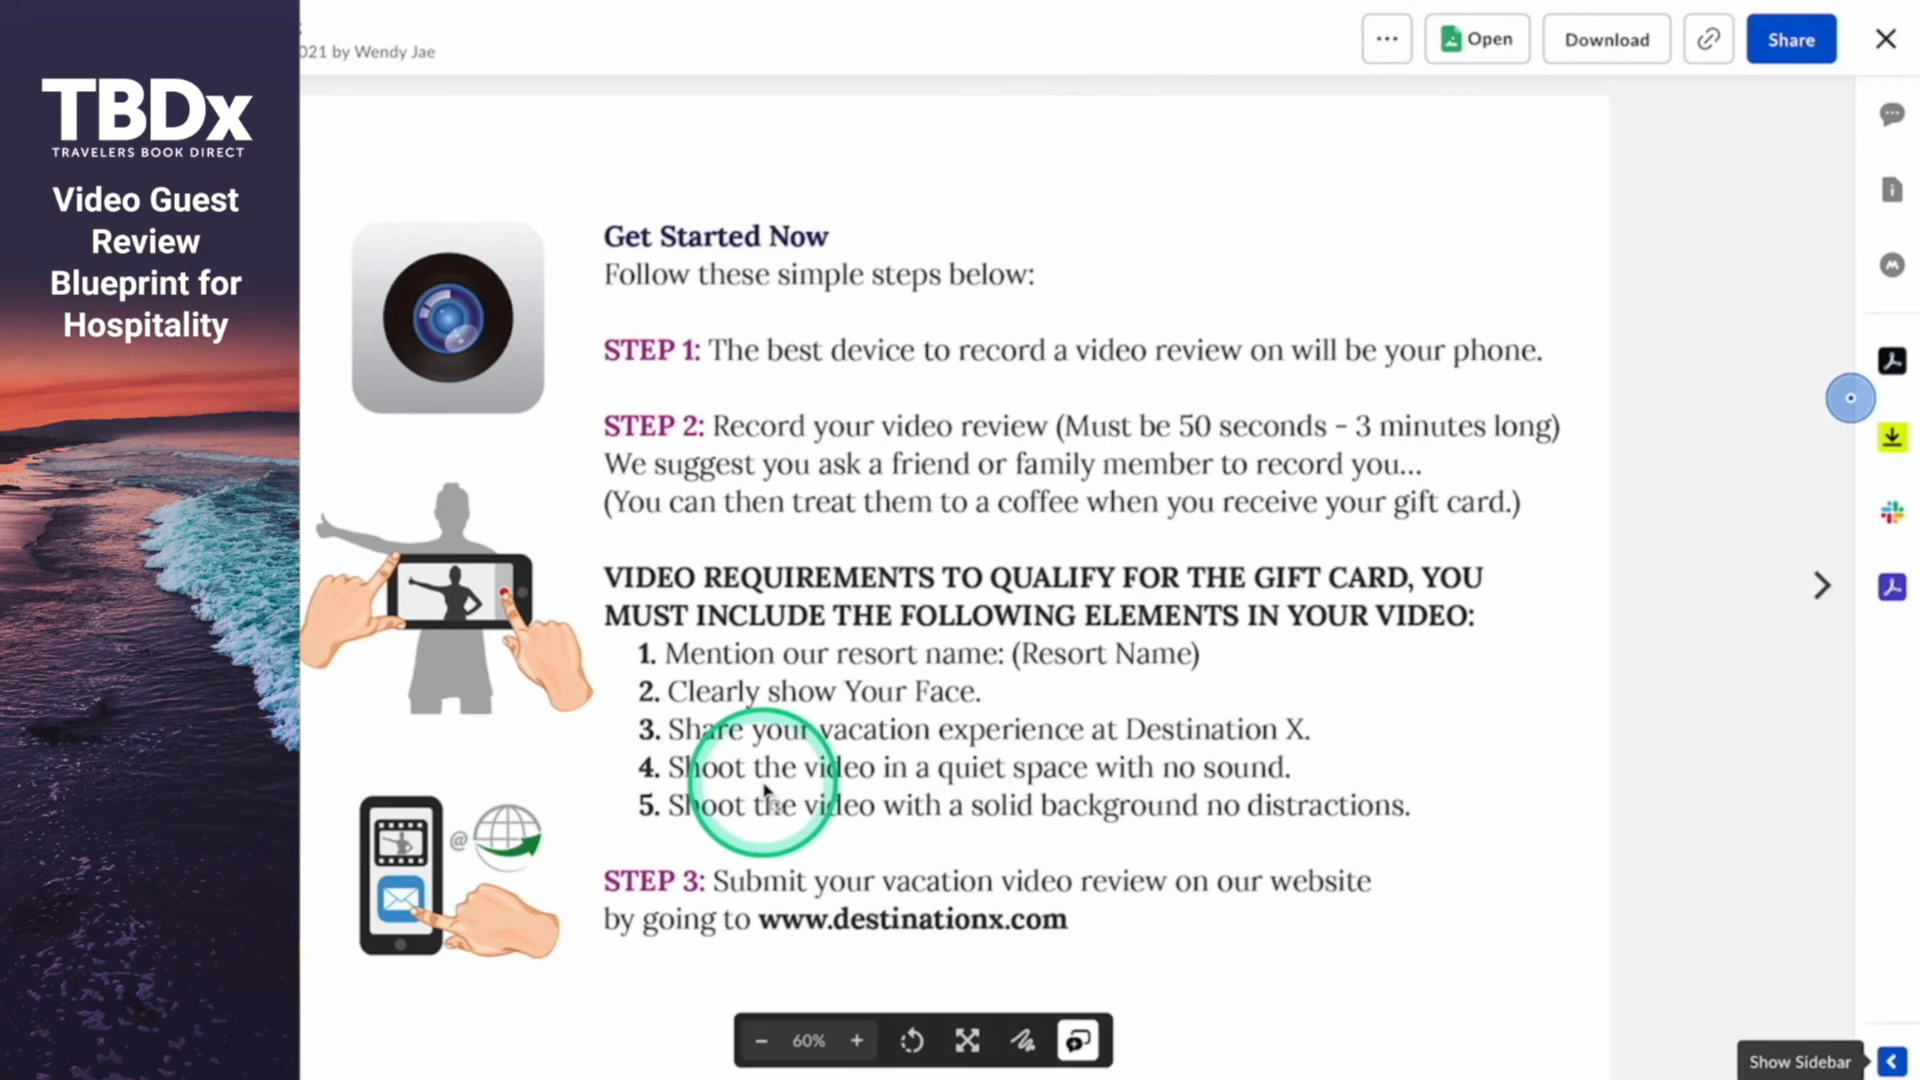 TBDx
TRAVELERS BOOK DIRECT
Video Guest
Review
Blueprint for
Hospitality
021 by Wendy Jae
Open
Download
Share
Get Started Now
Follow these simple steps below:
STEP 1: The best device to record a video review on will be your phone.
STEP 2: Record your video review (Must be 50 seconds - 3 minutes long)
We suggest you ask a friend or family member to record you...
(You can then treat them to a coffee when you receive your gift card.)
VIDEO REQUIREMENTS TO QUALIFY FOR THE GIFT CARD, YOU
MUST INCLUDE THE FOLLOWING ELEMENTS IN YOUR VIDEO:
1. Mention our resort name: (Resort Name)
2. Clearly show Your Face.
3. Share your vacation experience at Destination X.
4. Shoot the video in a quiet space with no sound.
5. Shoot the video with a solid background no distractions.
@
STEP 3: Submit your vacation video review on our website
by going to www.destinationx.com
60%
Show Sidebar